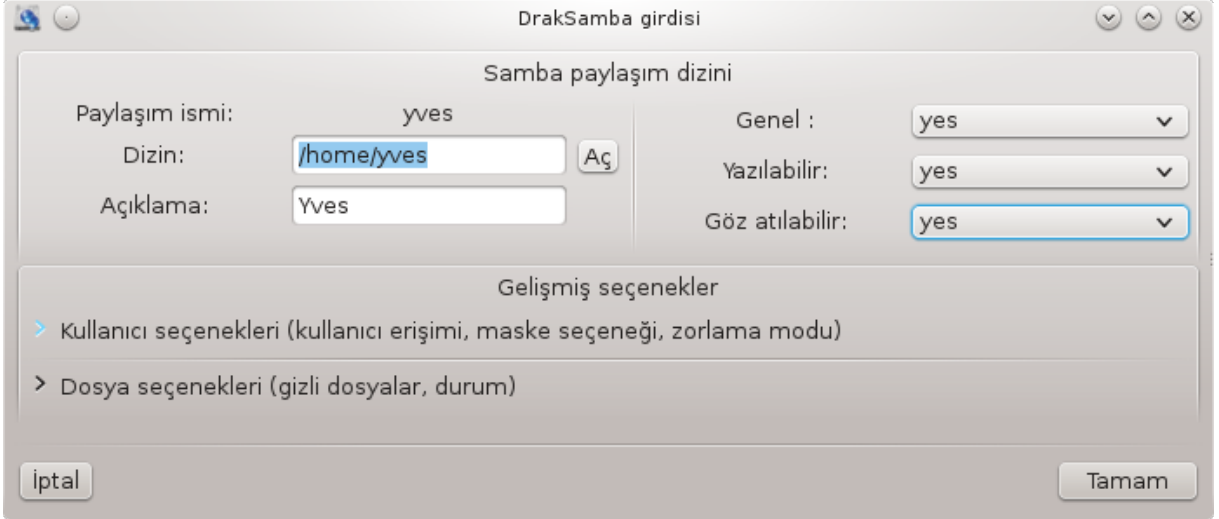 DrakSamba girdisi
Samba paylaşım dizini
Paylaşım ismi: yves
Dizin: /home/yves Aç
Açıklama: Yves
Genel : yes
Yazılabilir: yes
Göz atılabilir: yes
Gelişmiş seçenekler
Kullanıcı seçenekleri (kullanıcı erişimi, maske seçeneği, zorlama modu)
Dosya seçenekleri (gizli dosyalar, durum)
İptal Tamam